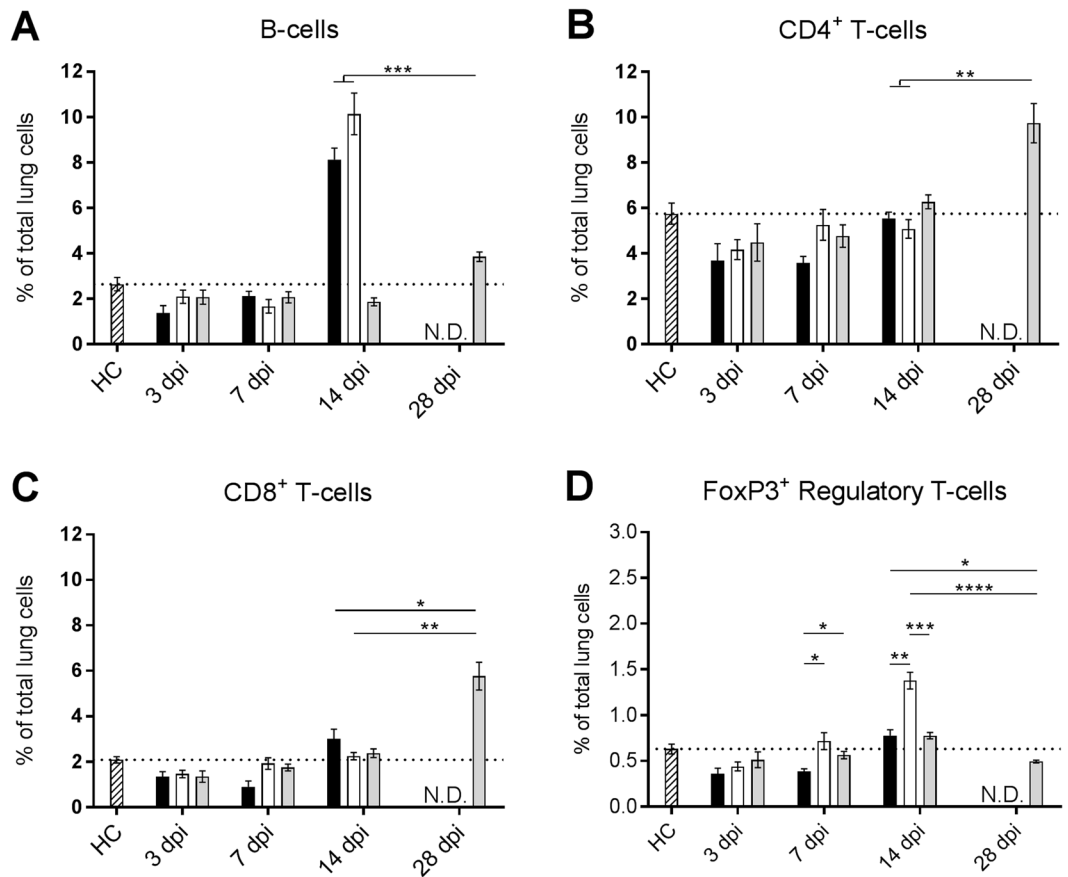 A
B-cells
% of total lung cells
12
10
8
6
4
2
0
***
N.D.
HC
3 dpi
7 dpi
14 dpi
28 dpi
B
CD4+ T-cells
% of total lung cells
12
10
8
6
4
2
0
**
N.D.
HC
3 dpi
7 dpi
14 dpi
28 dpi
C
CD8+ T-cells
% of total lung cells
12
10
8
6
4
2
0
*
**
N.D.
HC
3 dpi
7 dpi
14 dpi
28 dpi
D
FoxP3+ Regulatory T-cells
% of total lung cells
3.0
2.5
2.0
1.5
1.0
0.5
0.0
*
****
*
***
*
**
N.D.
HC
3 dpi
7 dpi
14 dpi
28 dpi